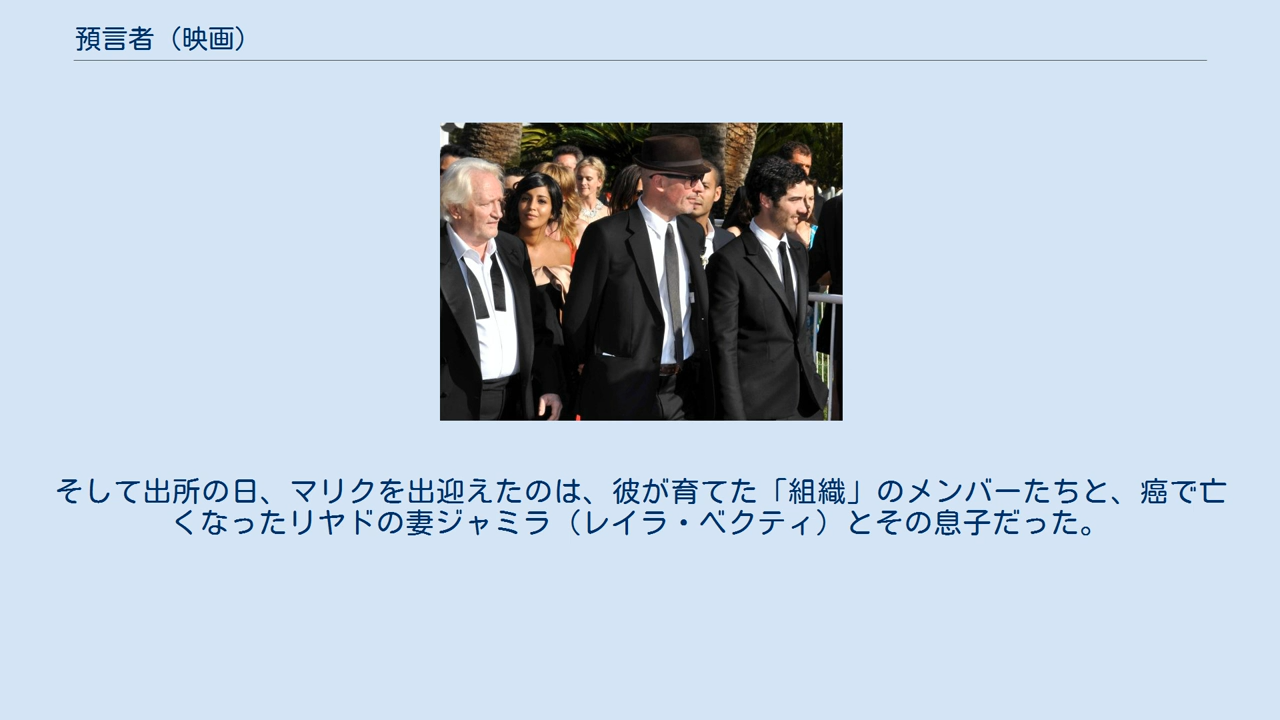 預言者（映画）
そして出所の日、マリクを出迎えたのは、彼が育てた「組織」のメンバーたちと、癌で亡
くなったリヤドの妻ジャミラ（レイラ・ベクティ）とその息子だった。